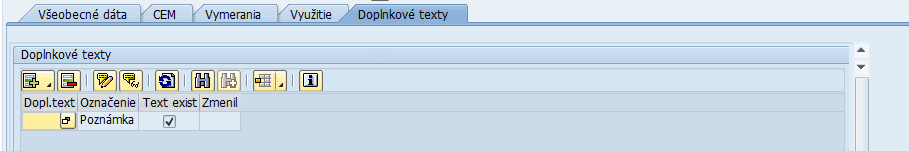 Všeobecné dáta CEM Vymerania Využitie Doplnkové texty
Doplnkové texty
Dopl.text Označenie Text exist Zmenil
Poznámka